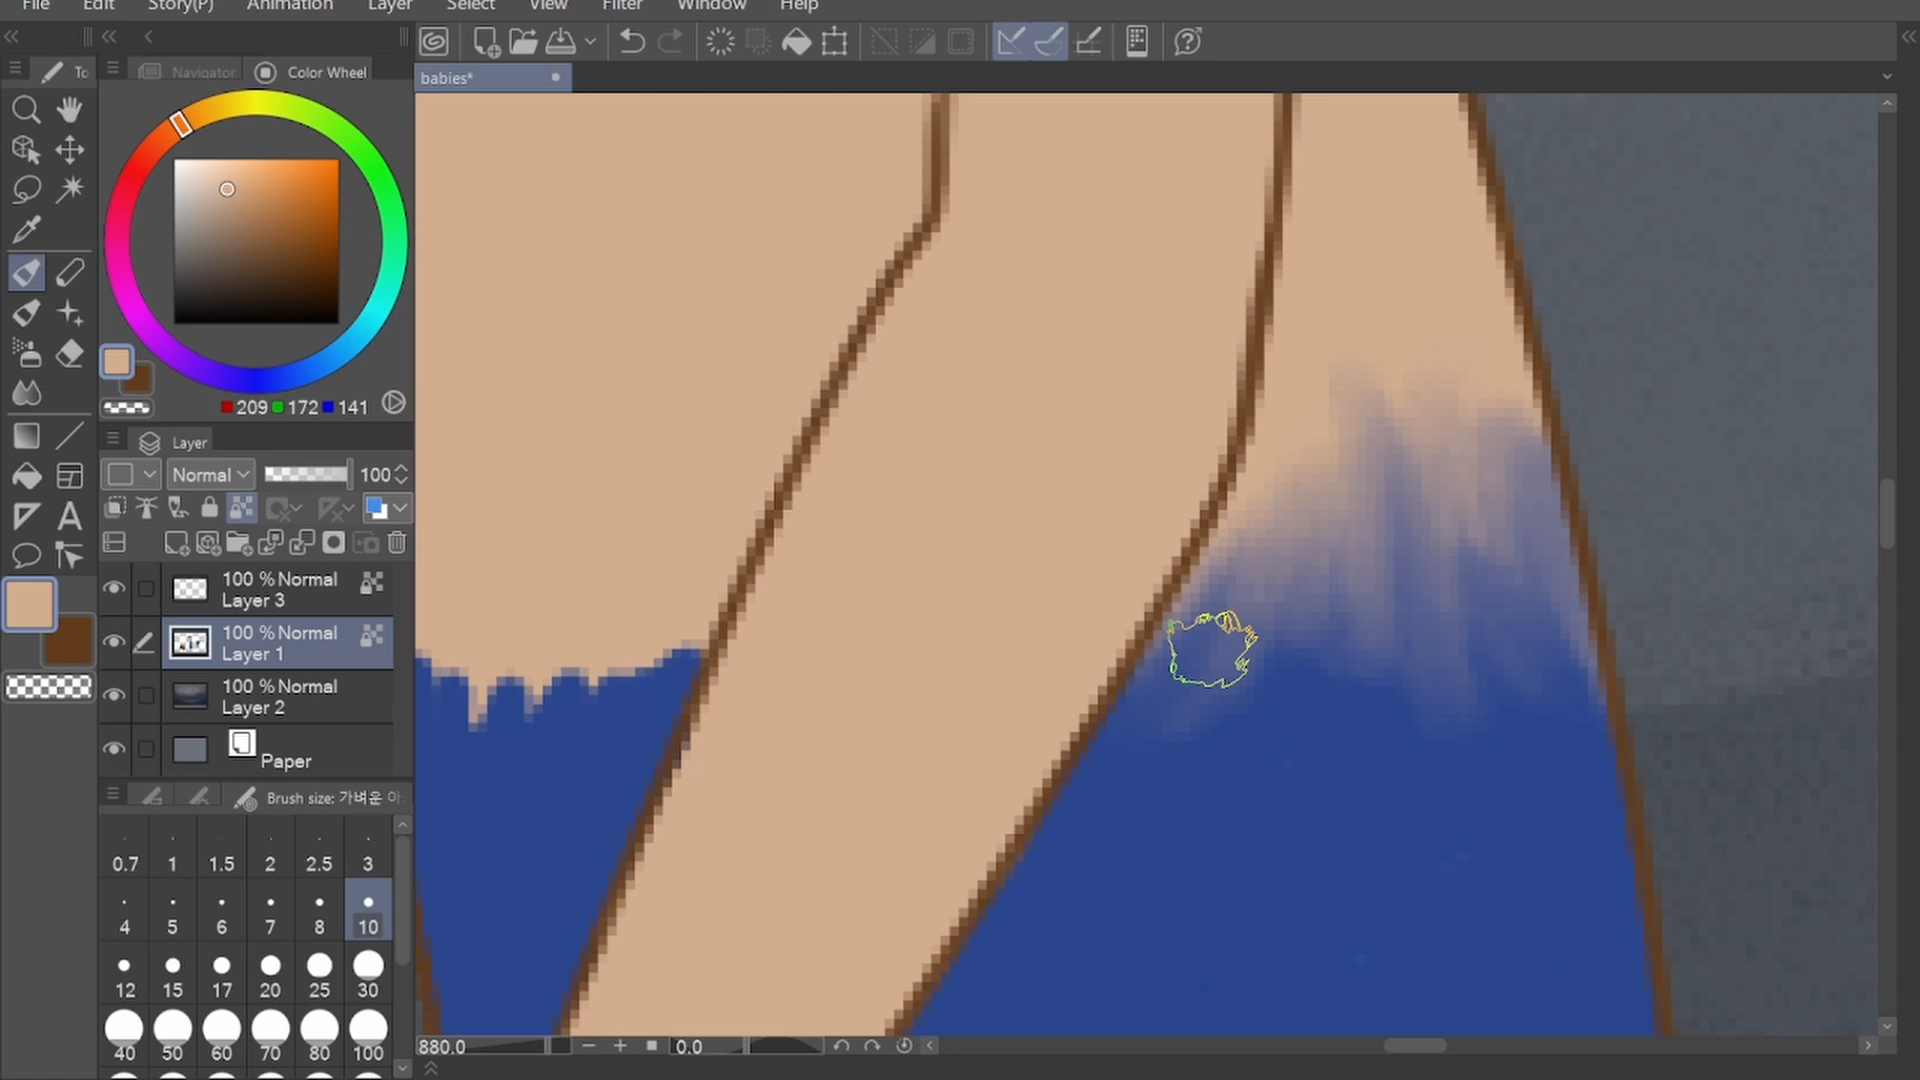 File Edit Story(P) Animation Layer Select View Filter Window Help
babies*
To Navigator Color Wheel
209 172 141
Layer
Normal 100
100 % Normal
Layer 3
100 % Normal
Layer 1
100 % Normal
Layer 2
Paper
Brush size: 가벼운 아
0.7 1 1.5 2 2.5 3
4 5 6 7 8 10
12 15 17 20 25 30
40 50 60 70 80 100
A
880.0 0.0